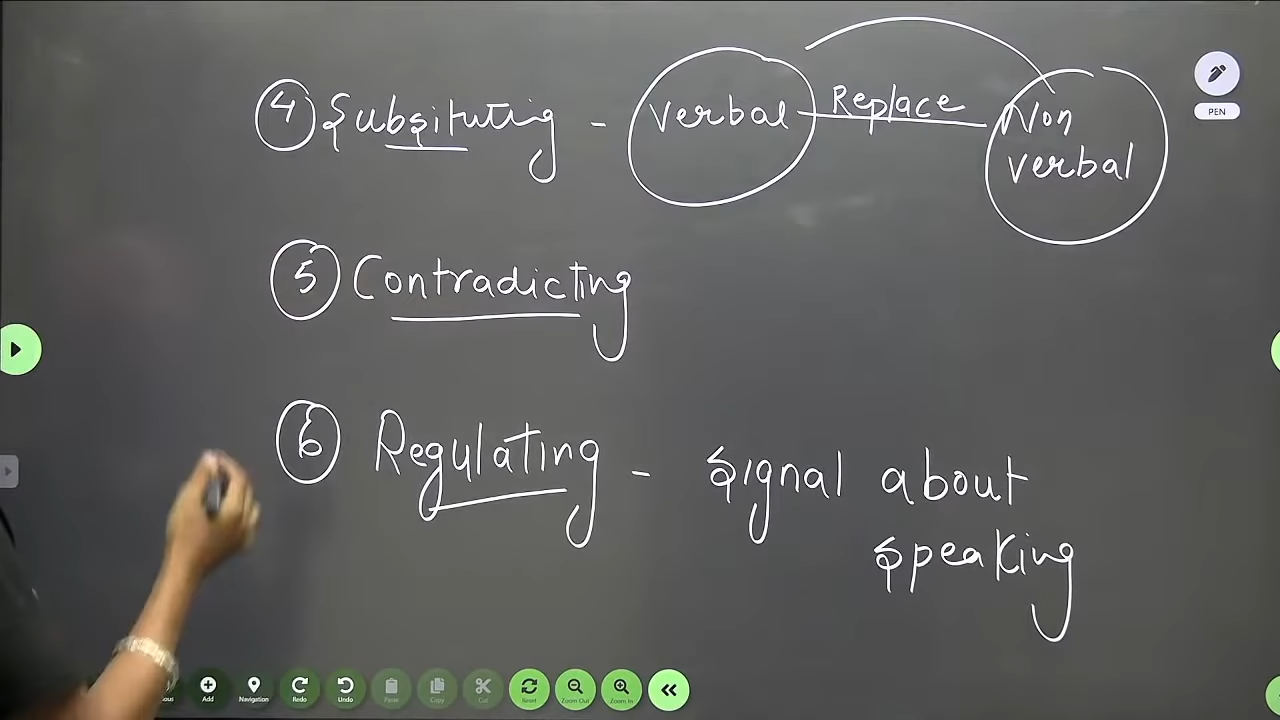 4 Subsituting - Verbal Replace Non
verbal
PEN
5 Contradicting
6 Regulating - Signal about
speaking
Add Navigation Redo Undo Paste Copy Cut Reset Zoom Out Zoom In